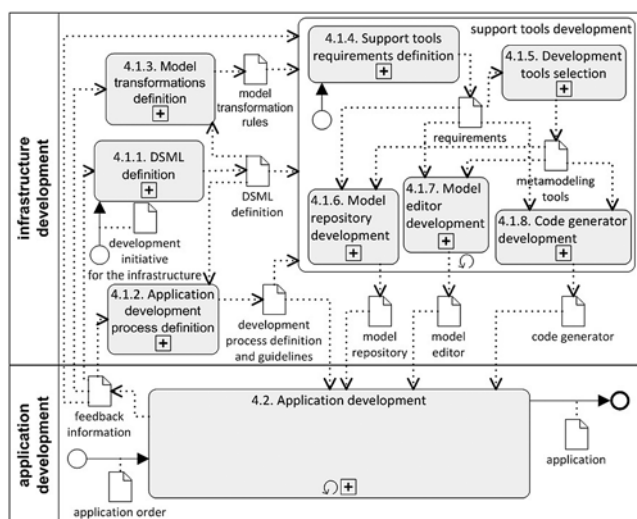 infrastructure
development
support tools development
4.1.4. Support tools
requirements definition
4.1.5. Development
tools selection
4.1.3. Model
transformations
definition
model
transformation
rules
requirements
4.1.1. DSML
definition
DSML
definition
metamodeling
tools
4.1.6. Model
repository
development
4.1.7. Model
editor
development
4.1.8. Code generator
development
development
initiative
for the infrastructure
4.1.2. Application
development
process definition
development
process definition
and guidelines
model
repository
model
editor
code generator
application
development
feedback
information
4.2. Application development
application
application order